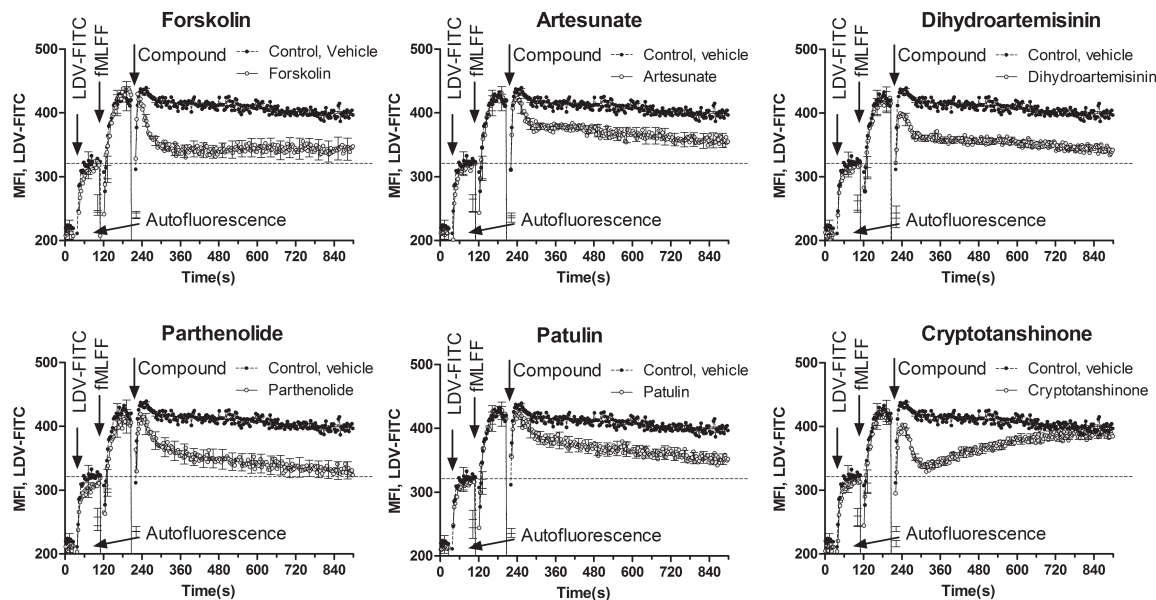 Forskolin
LDV-FITC
fMLFF
Compound
Control, Vehicle
Forskolin
Autofluorescence
MFI, LDV-FITC
500
400
300
200
0 120 240 360 480 600 720 840
Time(s)
Artesunate
LDV-FITC
fMLFF
Compound
Control, vehicle
Artesunate
Autofluorescence
MFI, LDV-FITC
500
400
300
200
0 120 240 360 480 600 720 840
Time(s)
Dihydroartemisinin
LDV-FITC
fMLFF
Compound
Control, vehicle
Dihydroartemisinin
Autofluorescence
MFI, LDV-FITC
500
400
300
200
0 120 240 360 480 600 720 840
Time(s)
Parthenolide
LDV-FITC
fMLFF
Compound
Control, vehicle
Parthenolide
Autofluorescence
MFI, LDV-FITC
500
400
300
200
0 120 240 360 480 600 720 840
Time(s)
Patulin
LDV-FITC
fMLFF
Compound
Control, vehicle
Patulin
Autofluorescence
MFI, LDV-FITC
500
400
300
200
0 120 240 360 480 600 720 840
Time(s)
Cryptotanshinone
LDV-FITC
fMLFF
Compound
Control, vehicle
Cryptotanshinone
Autofluorescence
MFI, LDV-FITC
500
400
300
200
0 120 240 360 480 600 720 840
Time(s)